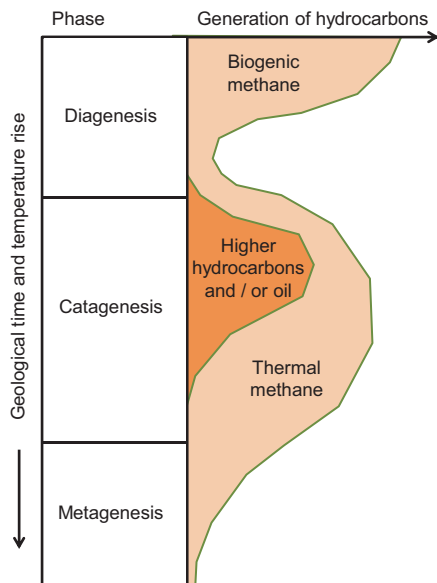 Phase
Generation of hydrocarbons
Biogenic
methane
Diagenesis
Geological time and temperature rise
Higher
hydrocarbons
and / or oil
Catagenesis
Thermal
methane
Metagenesis